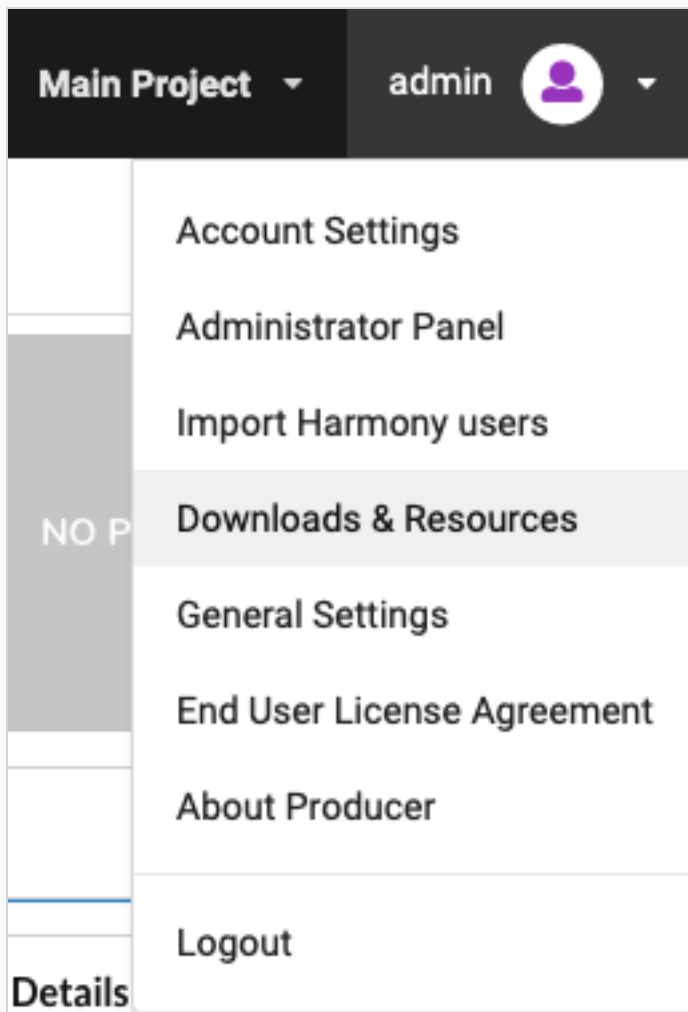 Main Project admin
Account Settings
Administrator Panel
Import Harmony users
NO P
Downloads & Resources
General Settings
End User License Agreement
About Producer
Logout
Details